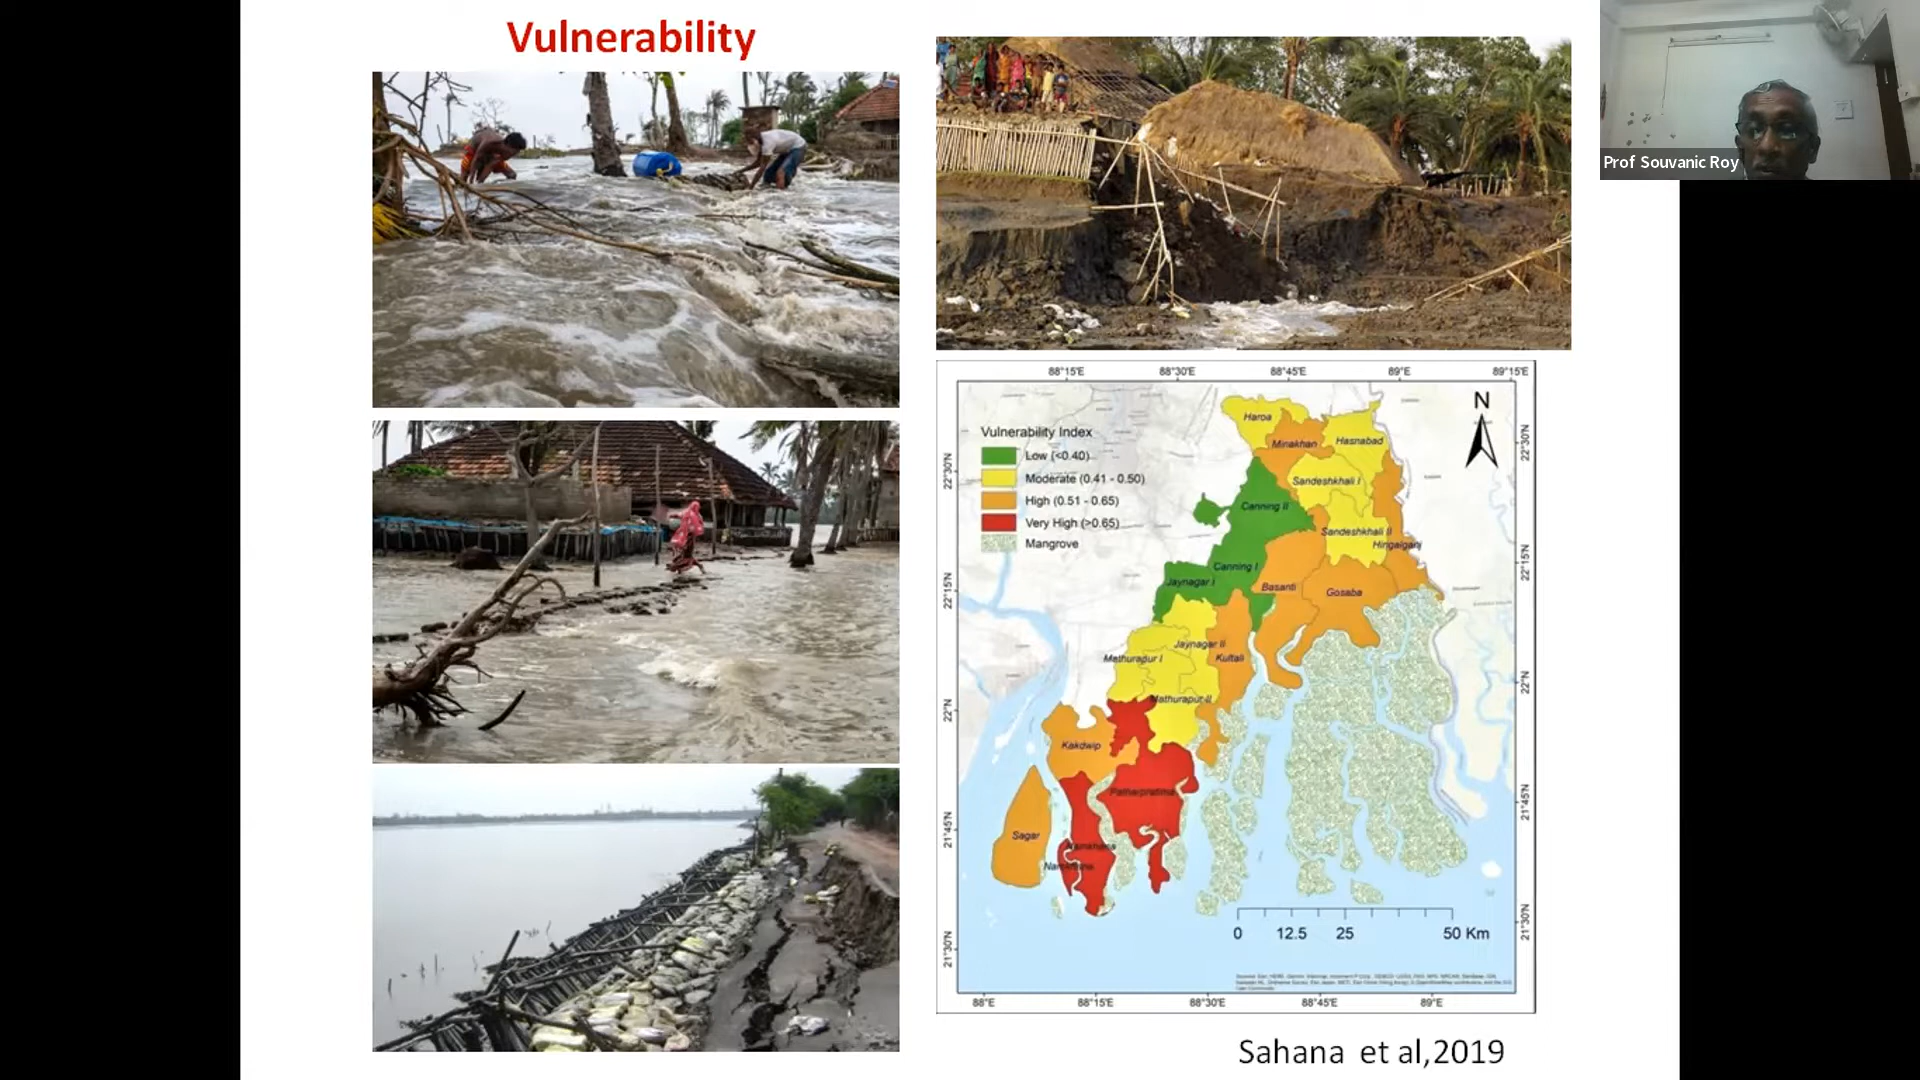 Vulnerability
Prof Souvanic Roy
88°15'E 88°30'E 88°45'E 89°E 89°15'E
N
Vulnerability Index
Low (<0.40)
Moderate (0.41 - 0.50)
High (0.51 - 0.65)
Very High (>0.65)
Mangrove
Haroa
Minakhan
Hasnabad
Sandeshkhali I
Canning II
Sandeshkhali II
Hingalganj
Canning I
Jaynagar I
Basanti
Gosaba
Jaynagar II
Mathurapur I
Kultali
Mathurapur II
Kakdwip
Patharpratima
Sagar
Namkhana
Namkhana
22°30'N
22°15'N
22°N
21°45'N
21°30'N
22°30'N
22°15'N
22°N
21°45'N
21°30'N
0 12.5 25 50 Km
88°E 88°15'E 88°30'E 88°45'E 89°E
Sahana et al,2019